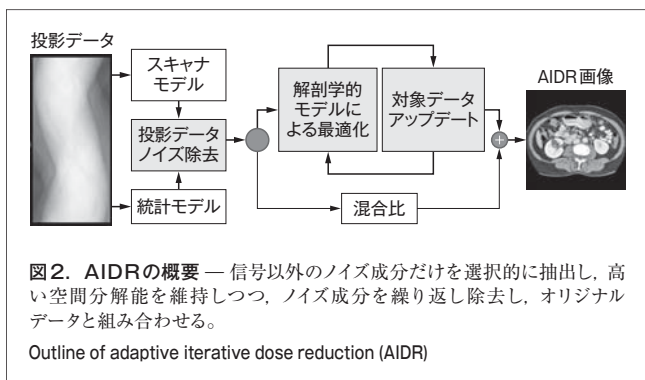 投影データ
スキャナ
モデル
投影データ
ノイズ除去
統計モデル
解剖学的
モデルに
よる最適化
対象データ
アップデート
混合比
AIDR画像
図2．AIDRの概要 — 信号以外のノイズ成分だけを選択的に抽出し，高
い空間分解能を維持しつつ，ノイズ成分を繰り返し除去し，オリジナル
データと組み合わせる。
Outline of adaptive iterative dose reduction (AIDR)